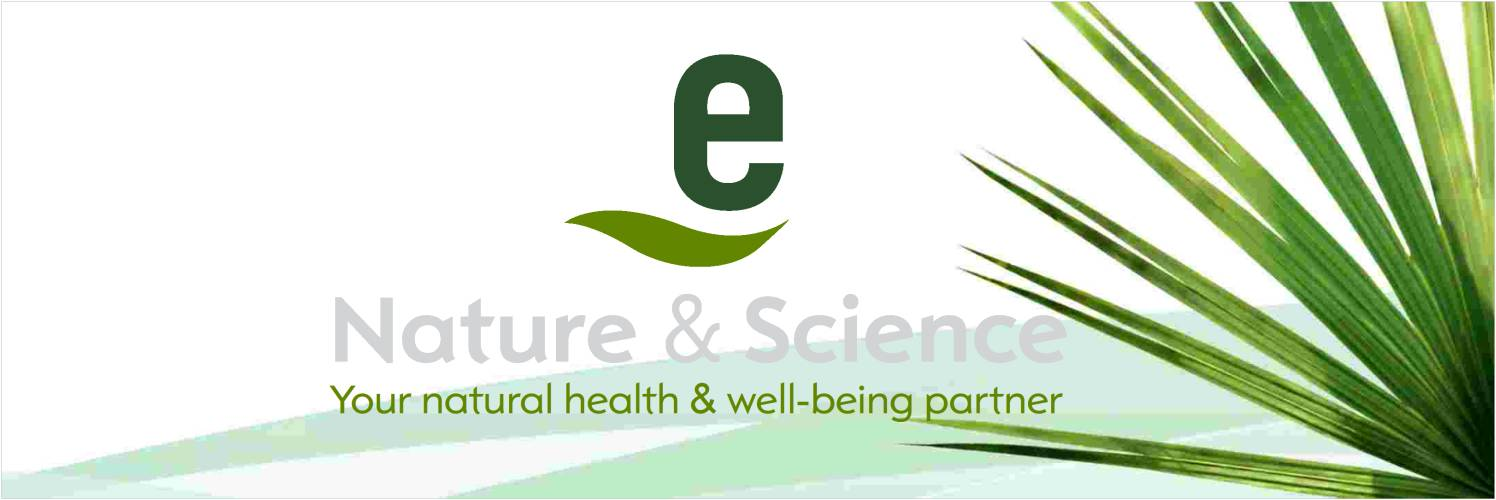 e
Nature & Science
Your natural health & well-being partner